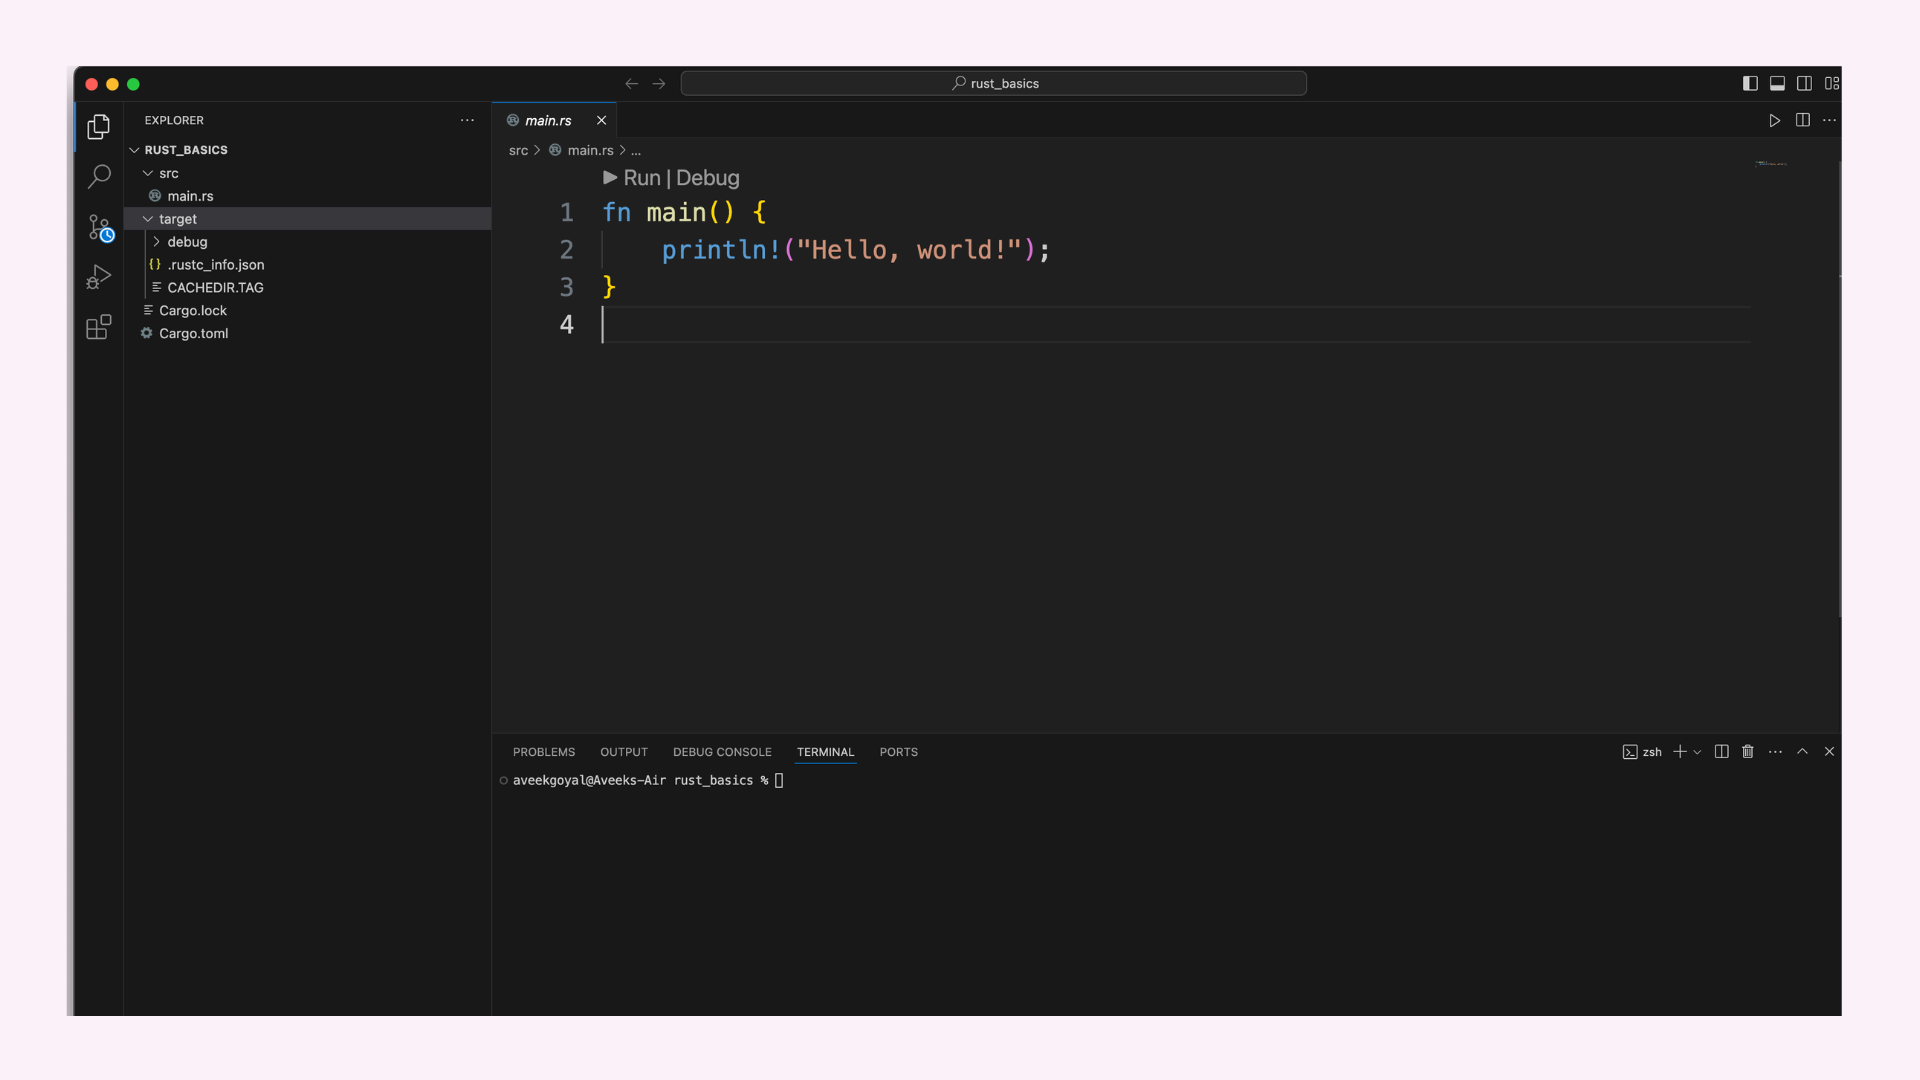 rust_basics
EXPLORER
RUST_BASICS
src
main.rs
target
debug
{} .rustc_info.json
CACHEDIR.TAG
Cargo.lock
Cargo.toml
main.rs
src > main.rs > ...
Run | Debug
1 fn main() {
2 println!("Hello, world!");
3 }
4
PROBLEMS OUTPUT DEBUG CONSOLE TERMINAL PORTS
zsh
aveekgoyal@Aveeks-Air rust_basics %